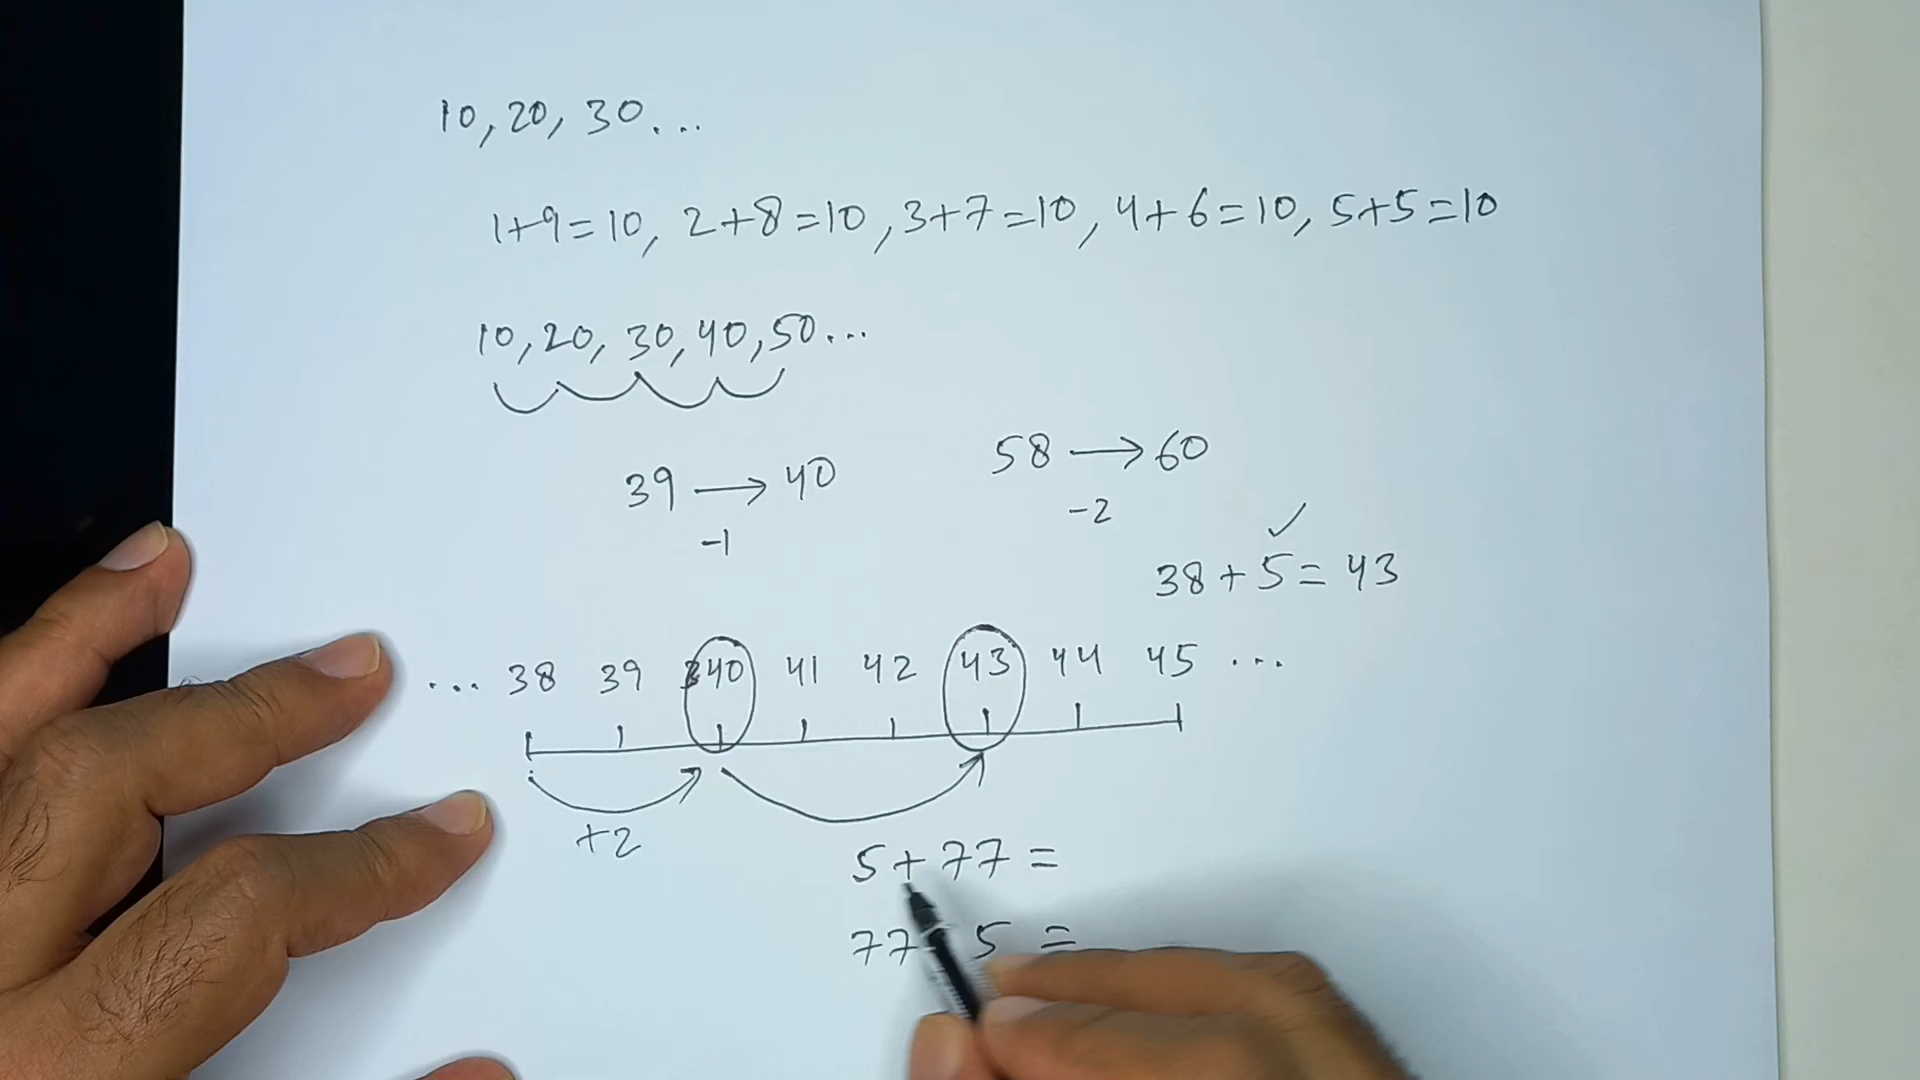 10, 20, 30...
1+9=10, 2+8=10, 3+7=10, 4+6=10, 5+5=10
10, 20, 30, 40, 50...
39 → 40
-1
58 → 60
-2
✓
38+5=43
... 38 39 40 41 42 43 44 45 ...
+2
5+77=
77 5 =